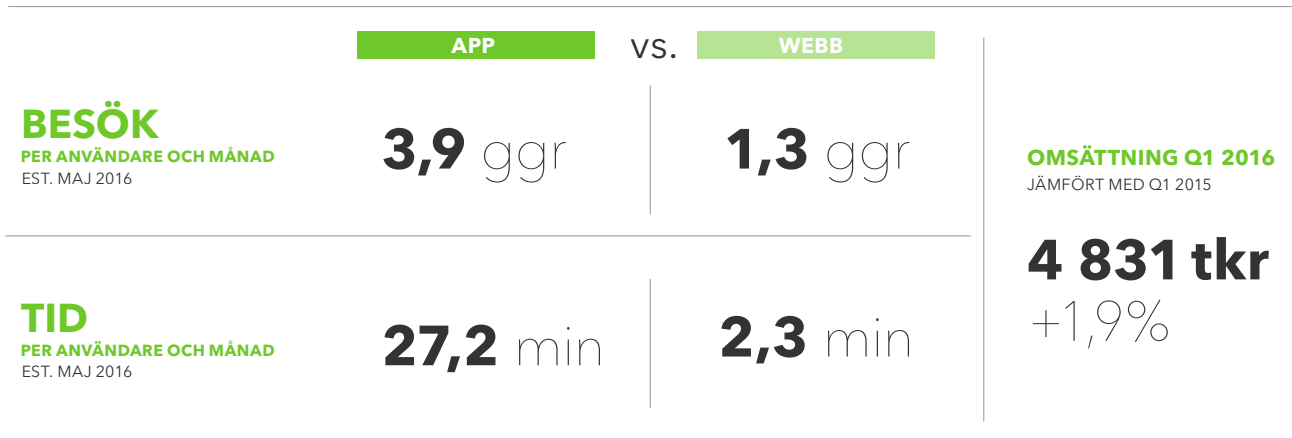 APP vs. WEBB
BESÖK
PER ANVÄNDARE OCH MÅNAD
EST. MAJ 2016
3,9 ggr
1,3 ggr
TID
PER ANVÄNDARE OCH MÅNAD
EST. MAJ 2016
27,2 min
2,3 min
OMSÄTTNING Q1 2016
JÄMFÖRT MED Q1 2015
4 831 tkr
+1,9%